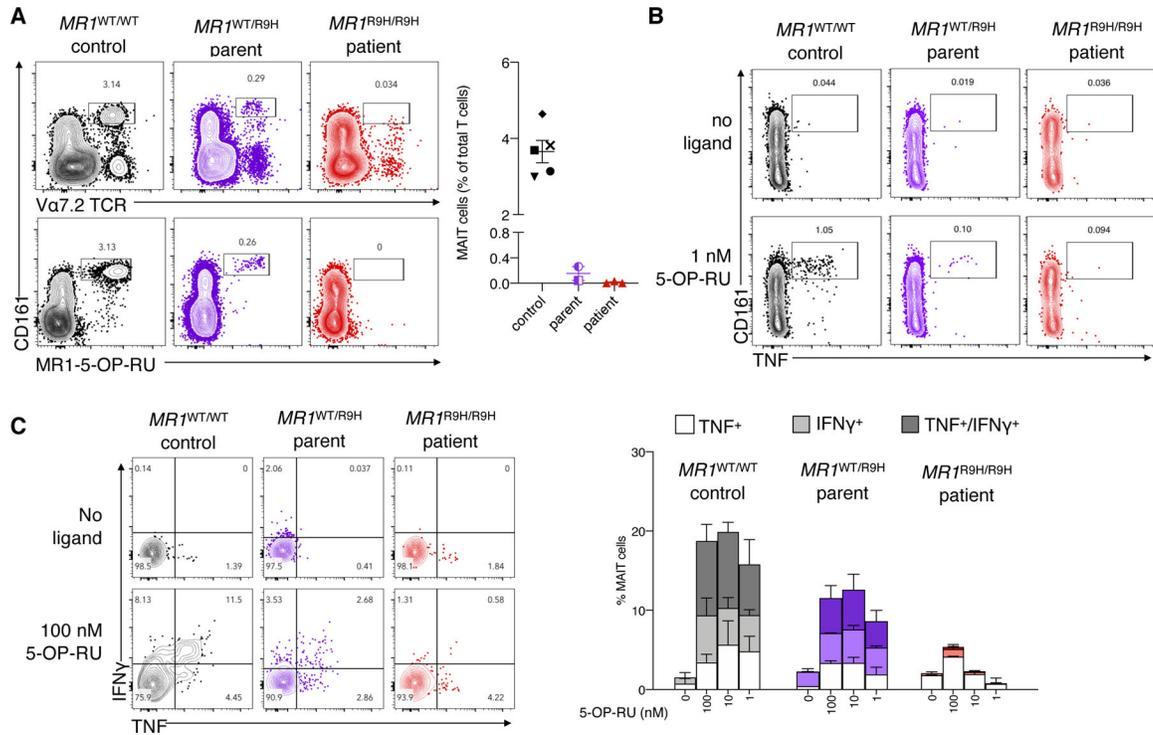 A
MR1WT/WT control
MR1WT/R9H parent
MR1R9H/R9H patient
3.14
0.29
0.034
Vα7.2 TCR
3.13
0.26
0
CD161
MR1-5-OP-RU
MAIT cells (% of total T cells)
6
4
2
0.8
0.4
0.0
control
parent
patient
B
MR1WT/WT control
MR1WT/R9H parent
MR1R9H/R9H patient
no ligand
0.044
0.019
0.036
1 nM 5-OP-RU
1.05
0.10
0.094
CD161
TNF
C
MR1WT/WT control
MR1WT/R9H parent
MR1R9H/R9H patient
No ligand
0.14
0
98.5
1.39
2.06
0.037
97.5
0.41
0.11
0
98.1
1.84
100 nM 5-OP-RU
8.13
11.5
75.9
4.45
3.53
2.68
90.9
2.86
1.31
0.58
93.9
4.22
IFNγ
TNF
TNF+
IFNγ+
TNF+/IFNγ+
MR1WT/WT control
MR1WT/R9H parent
MR1R9H/R9H patient
% MAIT cells
30
20
10
0
5-OP-RU (nM)
0
100
10
1
0
100
10
1
0
100
10
1